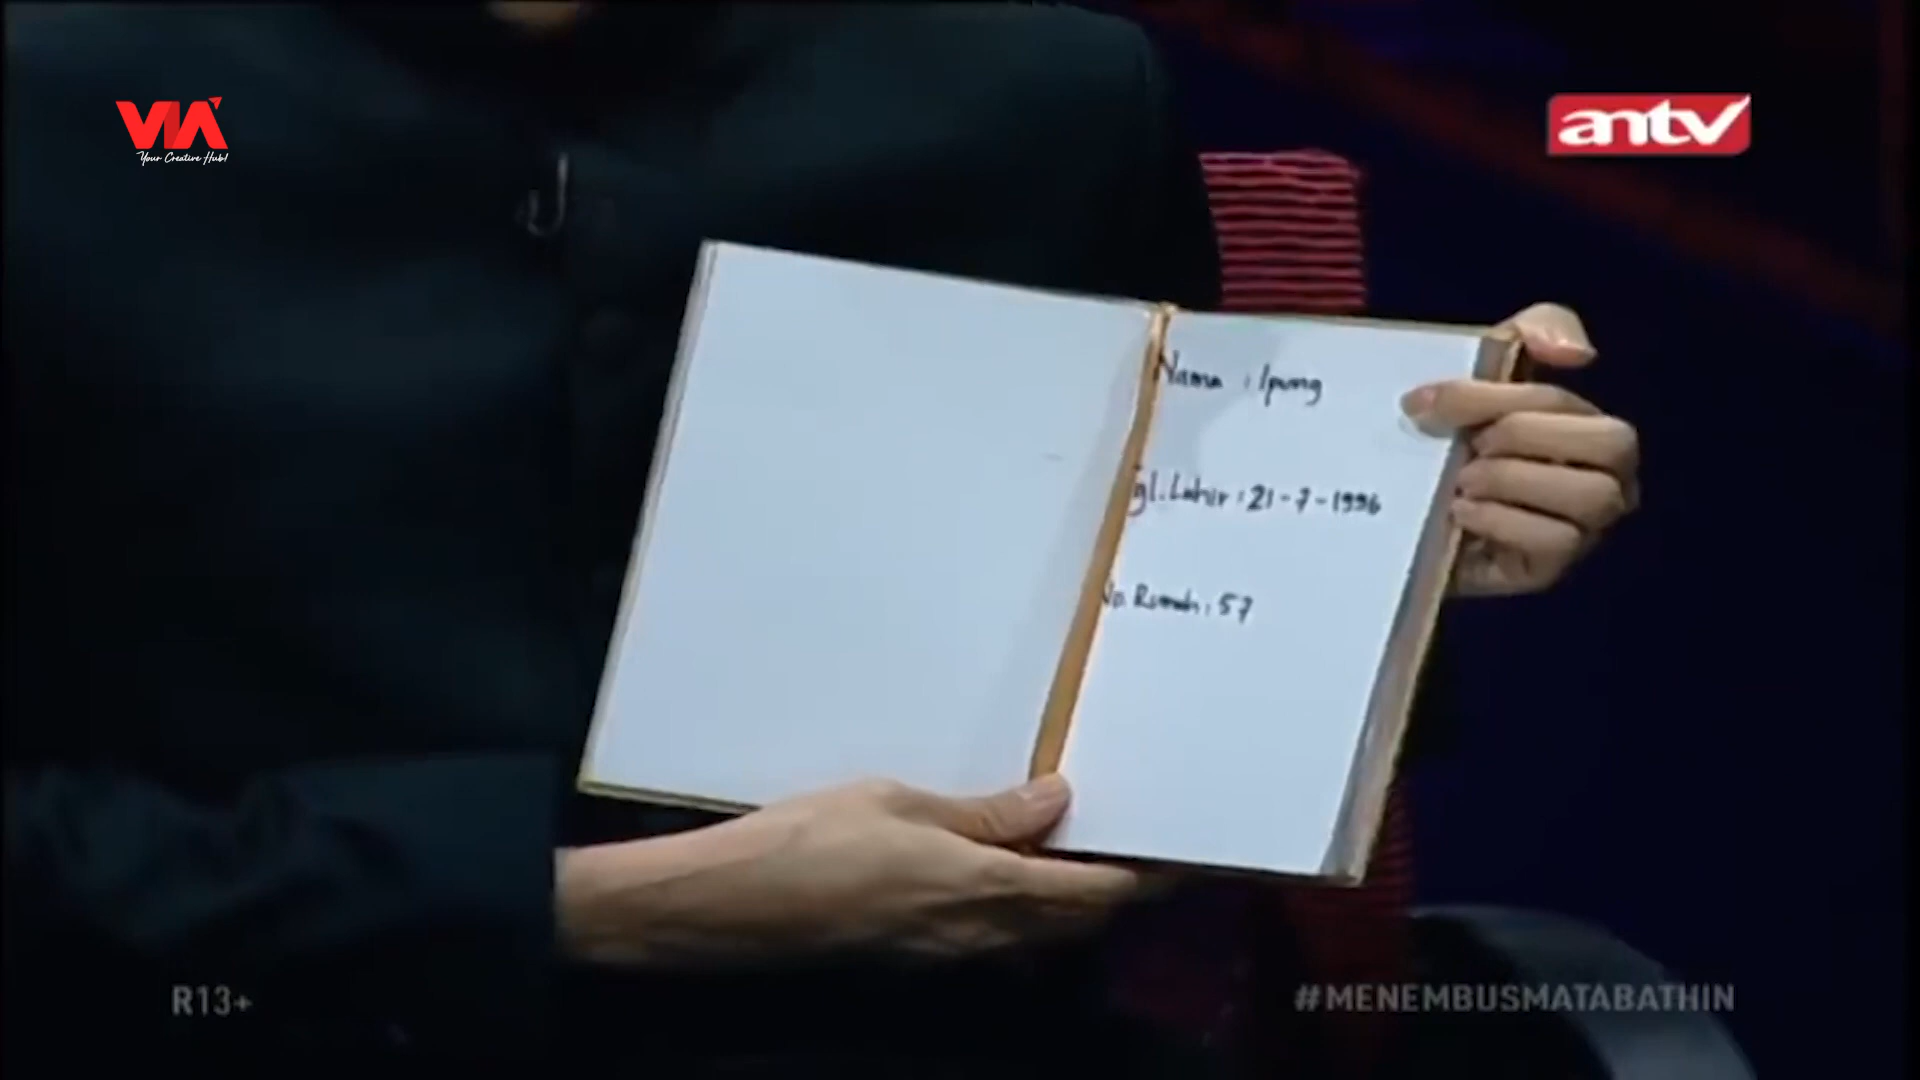 VIA
Your Creative Hub!
antv
Nama : Ipung
Tgl. Lahir : 21-7-1996
No. Rumah : 57
R13+
#MENEMBUSMATABATHIN